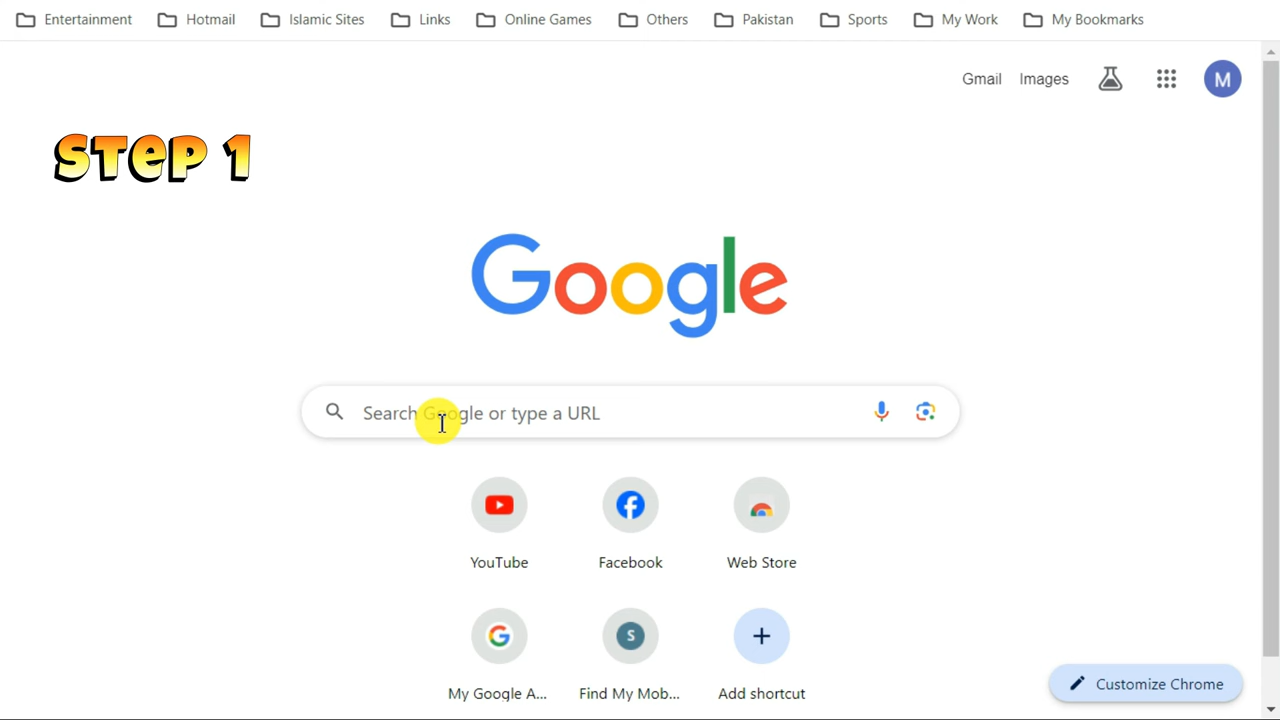 Entertainment Hotmail Islamic Sites Links Online Games Others Pakistan Sports My Work My Bookmarks
Gmail Images M
STEP 1
Google
Search Google or type a URL
YouTube Facebook Web Store
S
My Google A... Find My Mob... Add shortcut
Customize Chrome